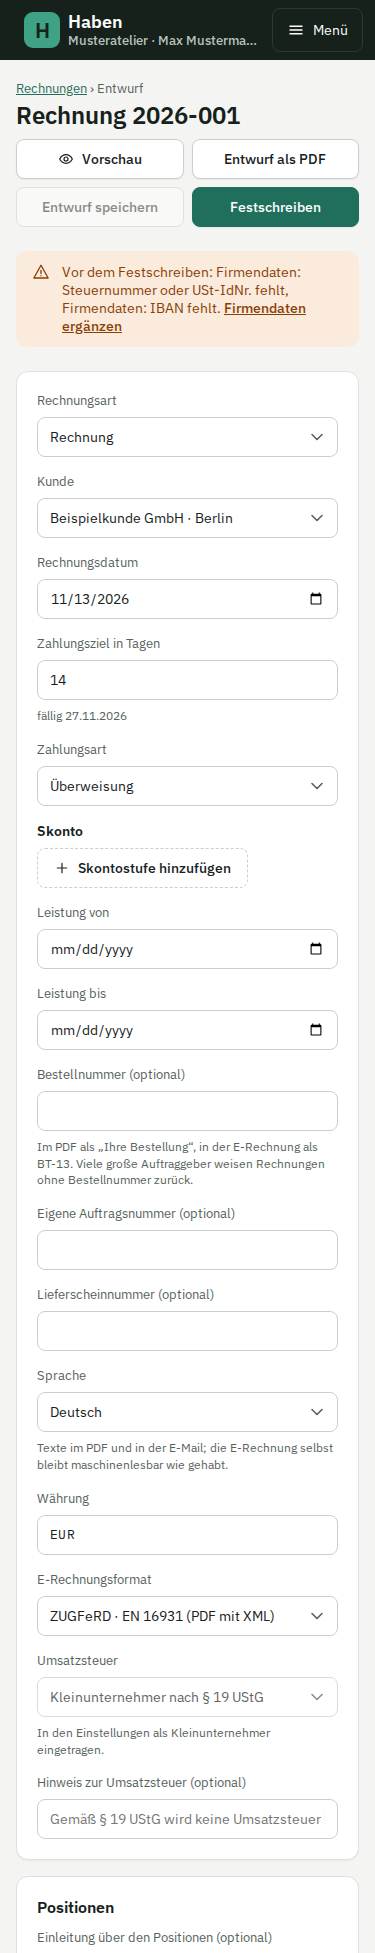 H
Haben
Musteratelier · Max Musterma...
Menü
Rechnungen › Entwurf
Rechnung 2026-001
Vorschau
Entwurf als PDF
Entwurf speichern
Festschreiben
Vor dem Festschreiben: Firmendaten:
Steuernummer oder USt-IdNr. fehlt,
Firmendaten: IBAN fehlt. Firmendaten
ergänzen
Rechnungsart
Rechnung
Kunde
Beispielkunde GmbH · Berlin
Rechnungsdatum
11/13/2026
Zahlungsziel in Tagen
14
fällig 27.11.2026
Zahlungsart
Überweisung
Skonto
+ Skontostufe hinzufügen
Leistung von
mm/dd/yyyy
Leistung bis
mm/dd/yyyy
Bestellnummer (optional)
Im PDF als „Ihre Bestellung“, in der E-Rechnung als
BT-13. Viele große Auftraggeber weisen Rechnungen
ohne Bestellnummer zurück.
Eigene Auftragsnummer (optional)
Lieferscheinnummer (optional)
Sprache
Deutsch
Texte im PDF und in der E-Mail; die E-Rechnung selbst
bleibt maschinenlesbar wie gehabt.
Währung
EUR
E-Rechnungsformat
ZUGFeRD · EN 16931 (PDF mit XML)
Umsatzsteuer
Kleinunternehmer nach § 19 UStG
In den Einstellungen als Kleinunternehmer
eingetragen.
Hinweis zur Umsatzsteuer (optional)
Gemäß § 19 UStG wird keine Umsatzsteuer
Positionen
Einleitung über den Positionen (optional)